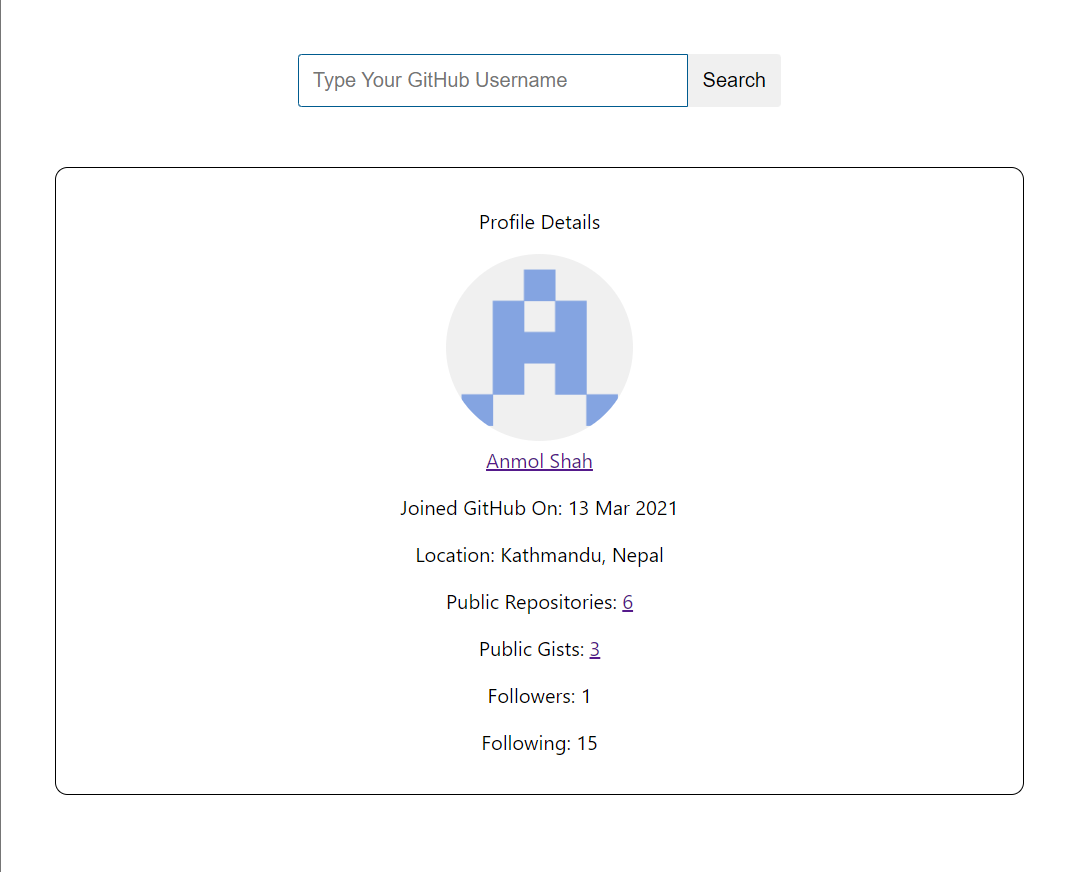 Type Your GitHub Username
Search
Profile Details
Anmol Shah
Joined GitHub On: 13 Mar 2021
Location: Kathmandu, Nepal
Public Repositories: 6
Public Gists: 3
Followers: 1
Following: 15